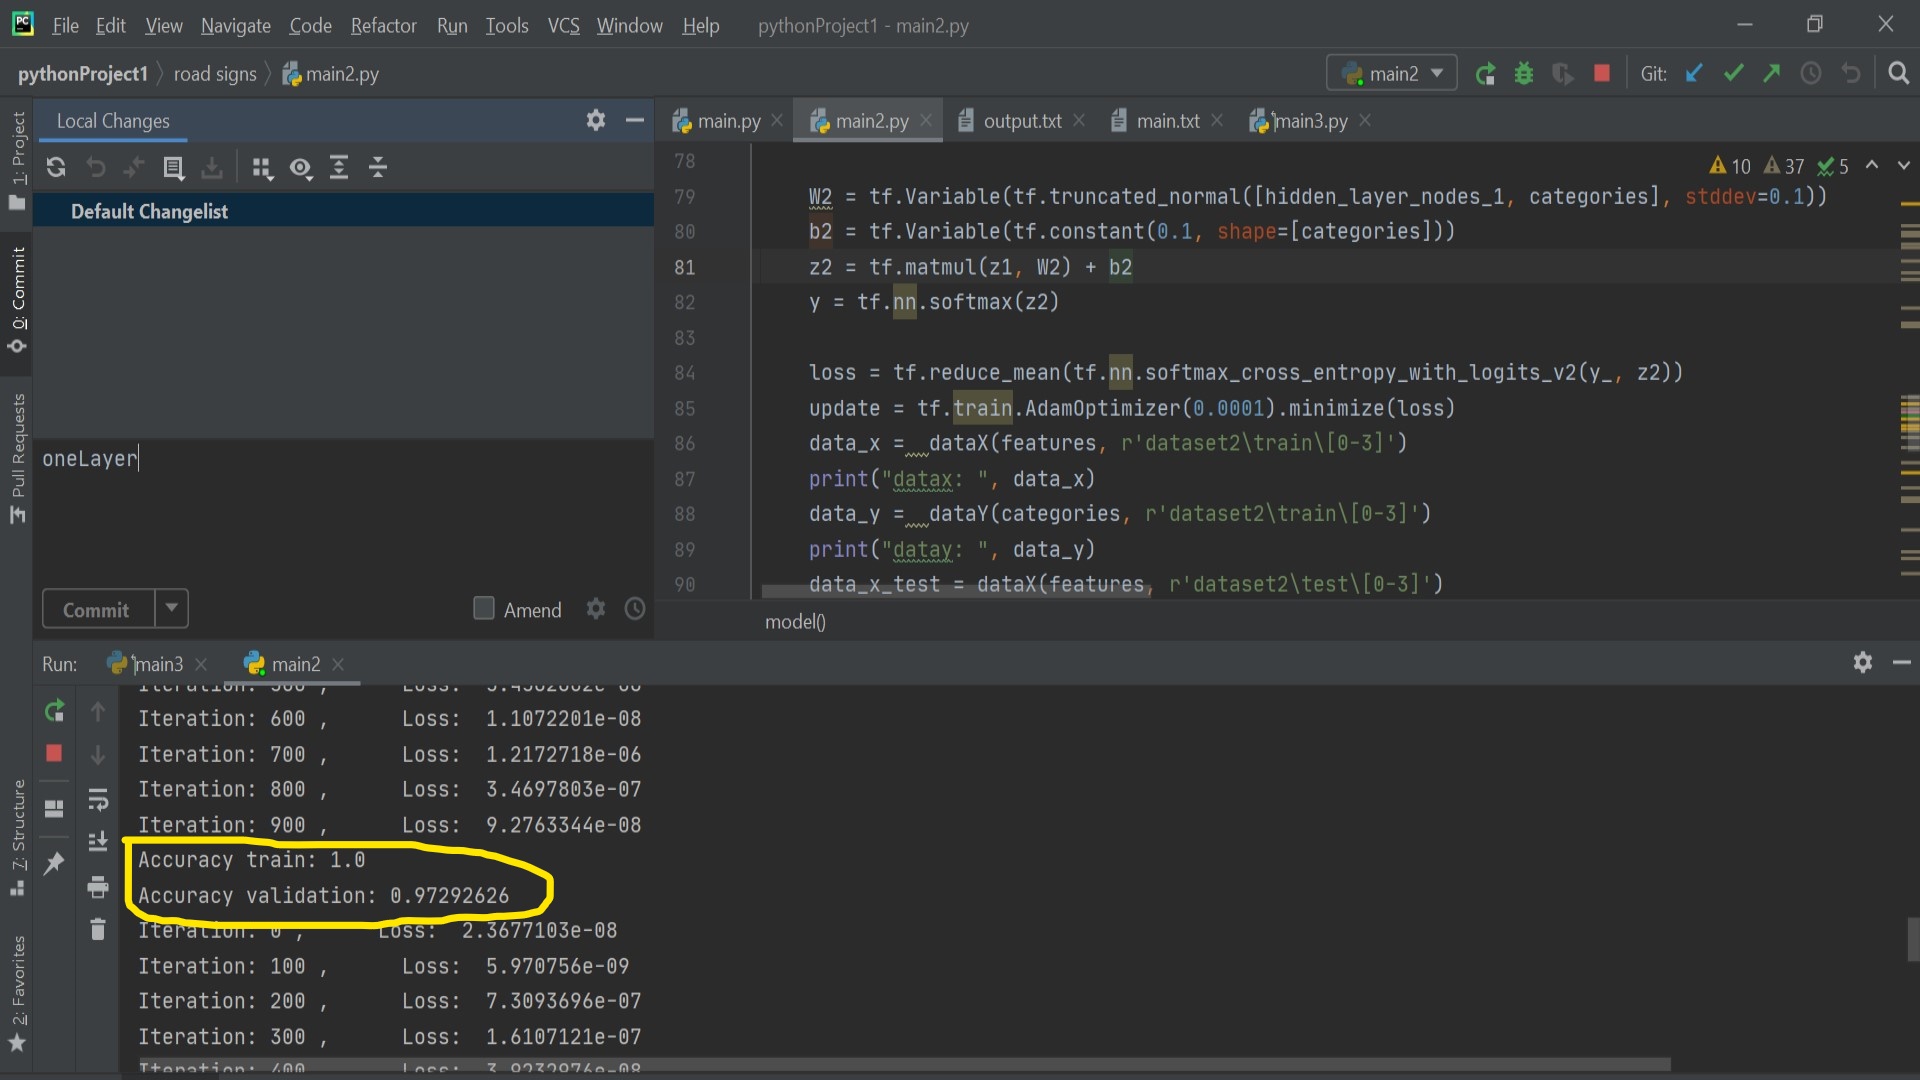 PC File Edit View Navigate Code Refactor Run Tools VCS Window Help pythonProject1 - main2.py
pythonProject1 road signs main2.py main2 Git:
1: Project
0: Commit
Pull Requests
7: Structure
2: Favorites
Local Changes
Default Changelist
oneLayer
Commit Amend
main.py main2.py output.txt main.txt main3.py
10 37 5
78
79 W2 = tf.Variable(tf.truncated_normal([hidden_layer_nodes_1, categories], stddev=0.1))
80 b2 = tf.Variable(tf.constant(0.1, shape=[categories]))
81 z2 = tf.matmul(z1, W2) + b2
82 y = tf.nn.softmax(z2)
83
84 loss = tf.reduce_mean(tf.nn.softmax_cross_entropy_with_logits_v2(y_, z2))
85 update = tf.train.AdamOptimizer(0.0001).minimize(loss)
86 data_x =  dataX(features, r'dataset2\train\[0-3]')
87 print("datax: ", data_x)
88 data_y =  dataY(categories, r'dataset2\train\[0-3]')
89 print("datay: ", data_y)
90 data_x_test = dataX(features, r'dataset2\test\[0-3]')
model()
Run: main3 main2
Iteration: 600 , Loss: 1.1072201e-08
Iteration: 700 , Loss: 1.2172718e-06
Iteration: 800 , Loss: 3.4697803e-07
Iteration: 900 , Loss: 9.2763344e-08
Accuracy train: 1.0
Accuracy validation: 0.97292626
Iteration: 0 , Loss: 2.3677103e-08
Iteration: 100 , Loss: 5.970756e-09
Iteration: 200 , Loss: 7.3093696e-07
Iteration: 300 , Loss: 1.6107121e-07
Iteration: 400 , Loss: